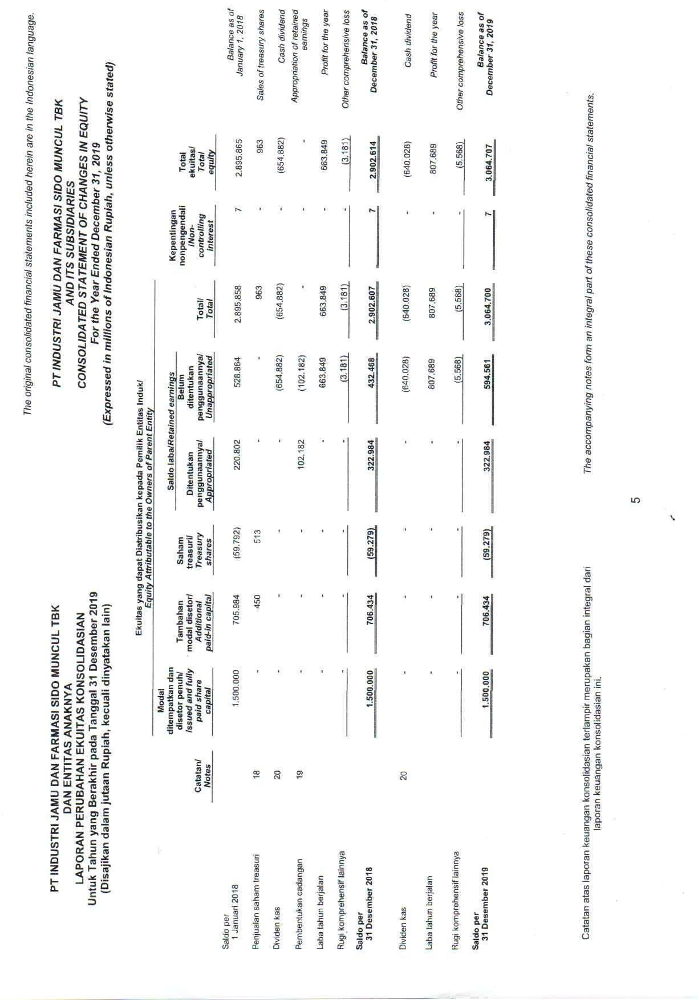 The original consolidated financial statements included herein are in the Indonesian language.
PT INDUSTRI JAMU DAN FARMASI SIDO MUNCUL TBK
DAN ENTITAS ANAKNYA
LAPORAN PERUBAHAN EKUITAS KONSOLIDASIAN
Untuk Tahun yang Berakhir pada Tanggal 31 Desember 2019
(Disajikan dalam jutaan Rupiah, kecuali dinyatakan lain)
PT INDUSTRI JAMU DAN FARMASI SIDO MUNCUL TBK
AND ITS SUBSIDIARIES
CONSOLIDATED STATEMENT OF CHANGES IN EQUITY
For the Year Ended December 31, 2019
(Expressed in millions of Indonesian Rupiah, unless otherwise stated)
Ekuitas yang dapat Diatribusikan kepada Pemilik Entitas Induk/
Equity Attributable to the Owners of Parent Entity
Catatan/
Notes
Modal
ditempatkan dan
disetor penuh/
Issued and fully
paid share
capital
Tambahan
modal disetor/
Additional
paid-in capital
Saham
treasuri/
Treasury
shares
Saldo laba/Retained earnings
Ditentukan
penggunaannya/
Appropriated
Belum
ditentukan
penggunaannya/
Unappropriated
Total/
Total
Kepentingan
nonpengendali
/Non-
controlling
interest
Total
ekuitas/
Total
equity
Saldo per
1 Januari 2018 1.500.000 705.984 (59.792) 220.802 528.864 2.895.858 7 2.895.865 Balance as of
January 1, 2018
Penjualan saham treasuri 18 - 450 513 - - 963 - 963 Sales of treasury shares
Dividen kas 20 - - - - (654.882) (654.882) - (654.882) Cash dividend
Pembentukan cadangan 19 - - - 102.182 (102.182) - - - Appropriation of retained
earnings
Laba tahun berjalan - - - - 663.849 663.849 - 663.849 Profit for the year
Rugi komprehensif lainnya - - - - (3.181) (3.181) - (3.181) Other comprehensive loss
Saldo per
31 Desember 2018 1.500.000 706.434 (59.279) 322.984 432.468 2.902.607 7 2.902.614 Balance as of
December 31, 2018
Dividen kas 20 - - - - (640.028) (640.028) - (640.028) Cash dividend
Laba tahun berjalan - - - - 807.689 807.689 - 807.689 Profit for the year
Rugi komprehensif lainnya - - - - (5.568) (5.568) - (5.568) Other comprehensive loss
Saldo per
31 Desember 2019 1.500.000 706.434 (59.279) 322.984 594.561 3.064.700 7 3.064.707 Balance as of
December 31, 2019
Catatan atas laporan keuangan konsolidasian terlampir merupakan bagian integral dari
laporan keuangan konsolidasian ini.
The accompanying notes form an integral part of these consolidated financial statements.
5